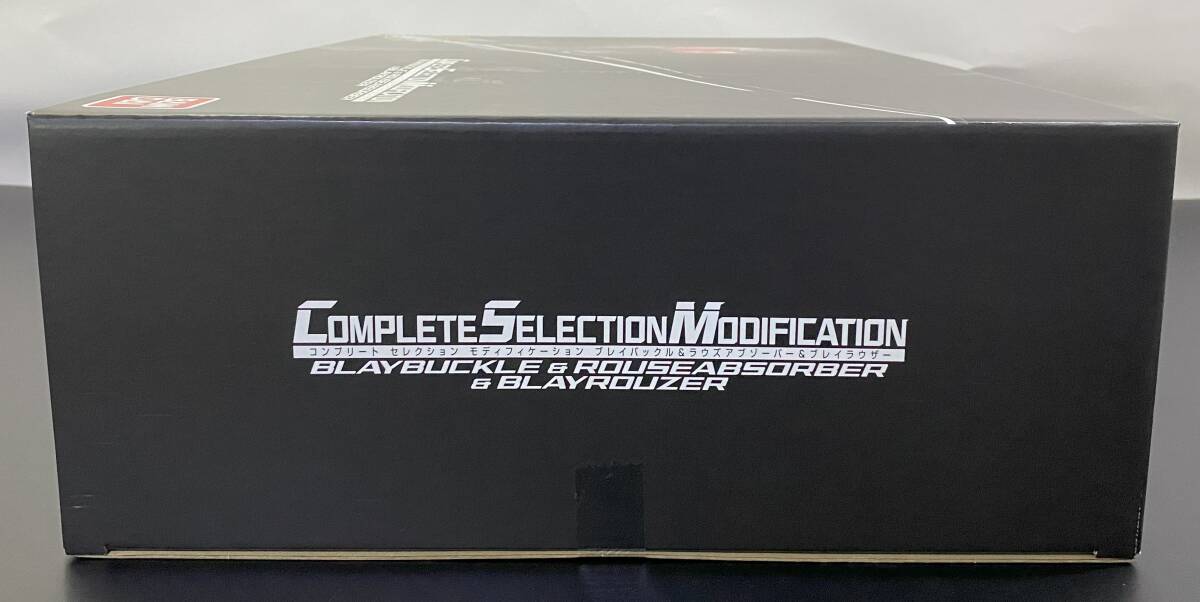 COMPLETE SELECTION MODIFICATION
コンプリート セレクション モディフィケーション ブレイバックル&ラウズアブソーバー&ブレイラウザー
BLAYBUCKLE & ROUSEABSORBER
& BLAYROUZER